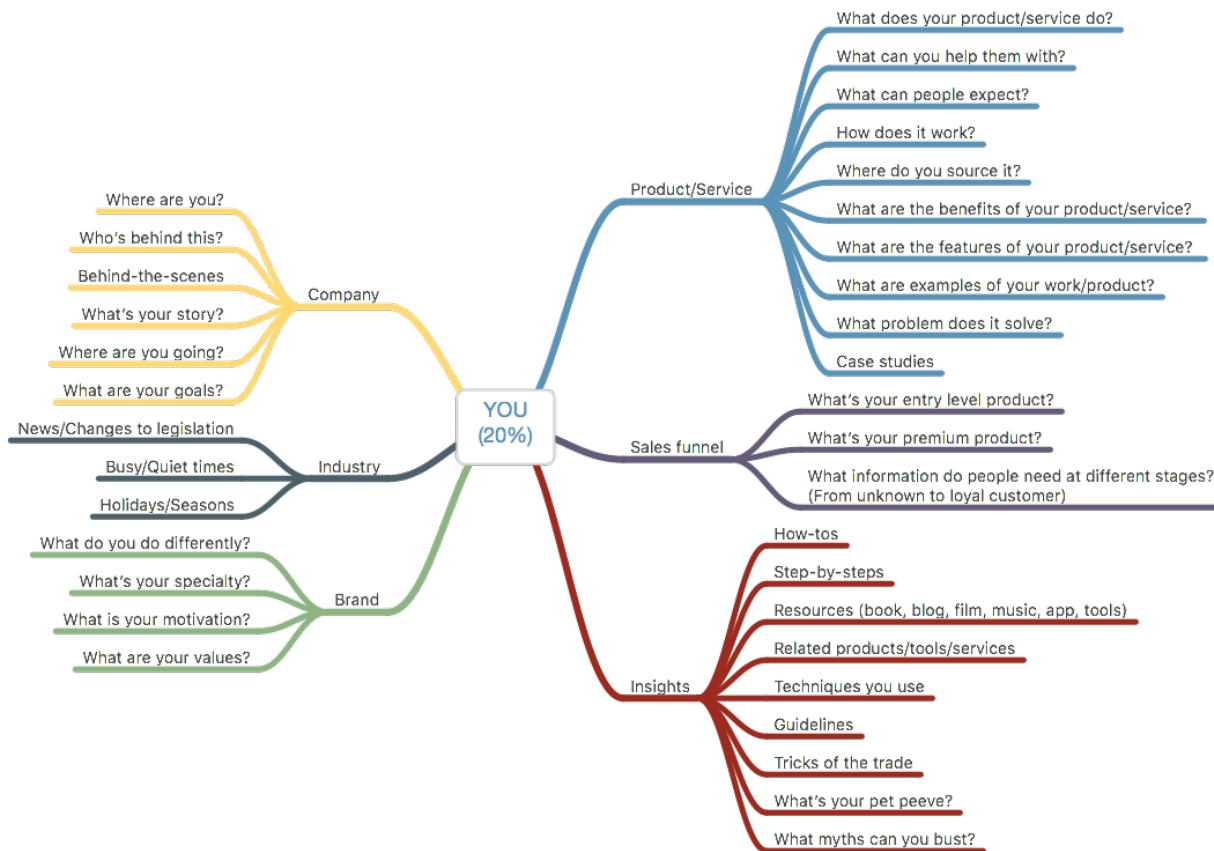 YOU
(20%)
Company
Where are you?
Who's behind this?
Behind-the-scenes
What's your story?
Where are you going?
What are your goals?
Industry
News/Changes to legislation
Busy/Quiet times
Holidays/Seasons
Brand
What do you do differently?
What's your specialty?
What is your motivation?
What are your values?
Product/Service
What does your product/service do?
What can you help them with?
What can people expect?
How does it work?
Where do you source it?
What are the benefits of your product/service?
What are the features of your product/service?
What are examples of your work/product?
What problem does it solve?
Case studies
Sales funnel
What's your entry level product?
What's your premium product?
What information do people need at different stages?
(From unknown to loyal customer)
Insights
How-tos
Step-by-steps
Resources (book, blog, film, music, app, tools)
Related products/tools/services
Techniques you use
Guidelines
Tricks of the trade
What's your pet peeve?
What myths can you bust?